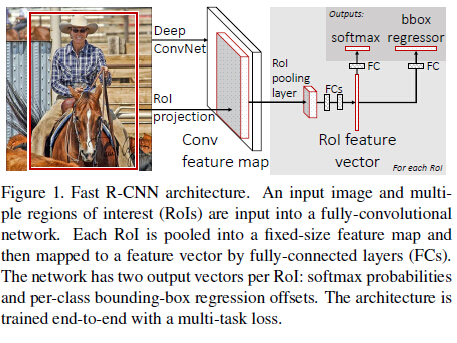 Outputs:
bbox
softmax regressor
Deep
ConvNet
FC
FC
RoI
pooling
layer
FCs
RoI
projection
Conv
feature map
RoI feature
vector
For each RoI
Figure 1. Fast R-CNN architecture. An input image and multi-
ple regions of interest (RoIs) are input into a fully-convolutional
network. Each RoI is pooled into a fixed-size feature map and
then mapped to a feature vector by fully-connected layers (FCs).
The network has two output vectors per RoI: softmax probabilities
and per-class bounding-box regression offsets. The architecture is
trained end-to-end with a multi-task loss.